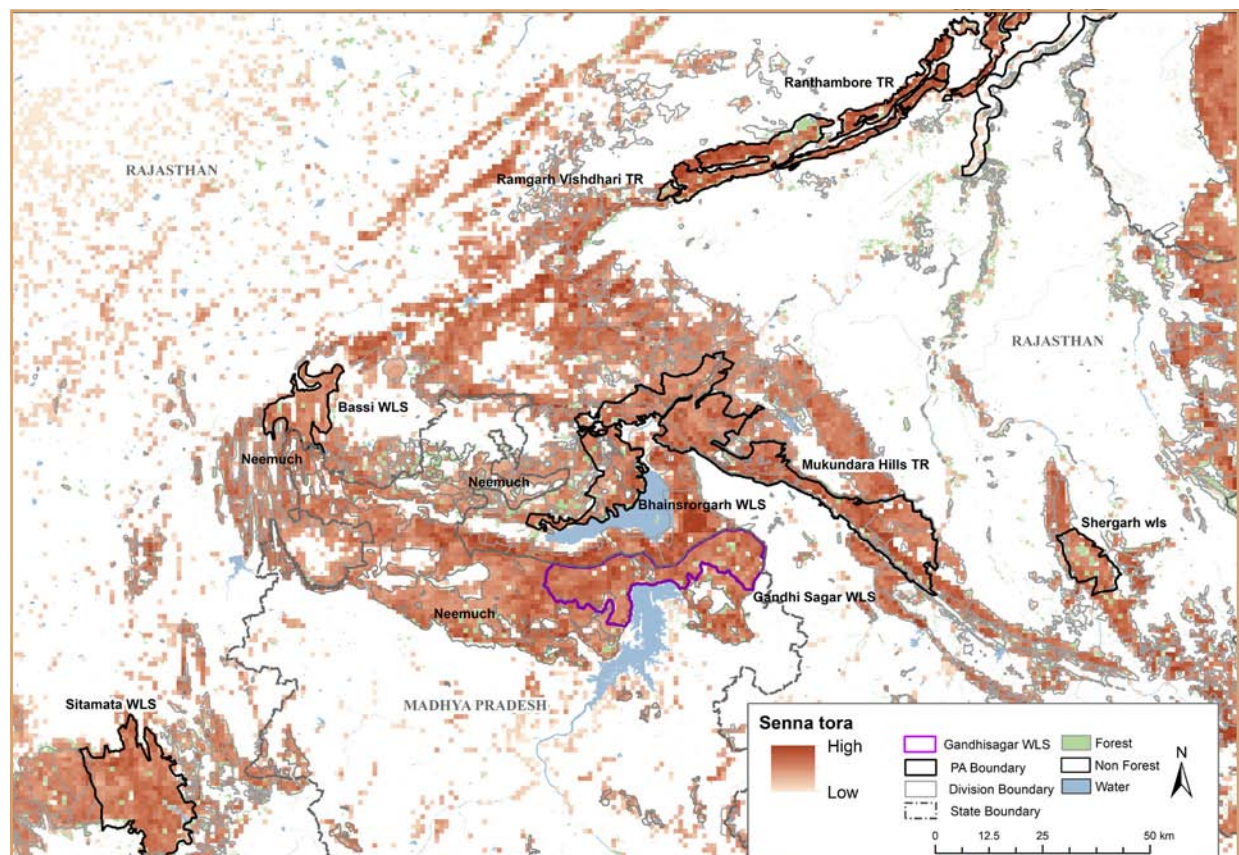 Ranthambore TR
RAJASTHAN
Ramgarh Vishdhari TR
RAJASTHAN
Bassi WLS
Neemuch
Neemuch
Mukundara Hills TR
Bhainsrorgarh WLS
Shergarh wls
Gandhi Sagar WLS
Neemuch
Sitamata WLS
MADHYA PRADESH
Senna tora
High
Low
Gandhisagar WLS
PA Boundary
Division Boundary
State Boundary
Forest
Non Forest
Water
N
0 12.5 25 50 km